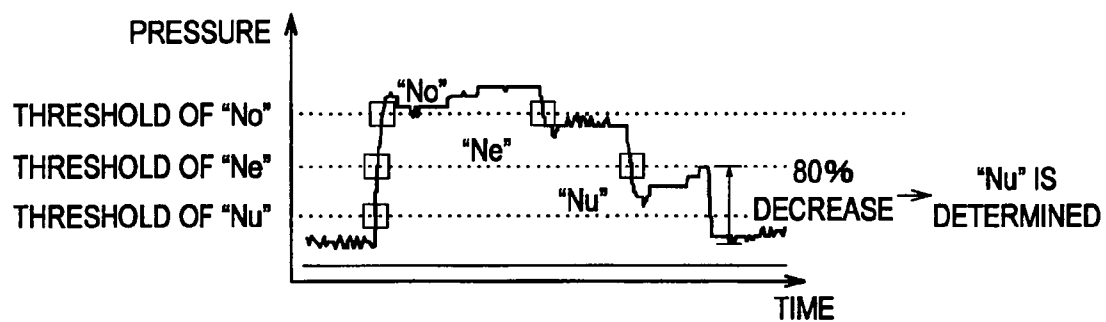 PRESSURE
THRESHOLD OF "No"
THRESHOLD OF "Ne"
THRESHOLD OF "Nu"
"No"
"Ne"
"Nu"
80%
DECREASE
"Nu" IS
DETERMINED
TIME